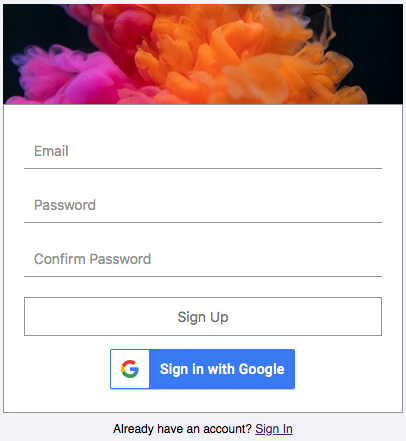 Email
Password
Confirm Password
Sign Up
Sign in with Google
Already have an account? Sign In